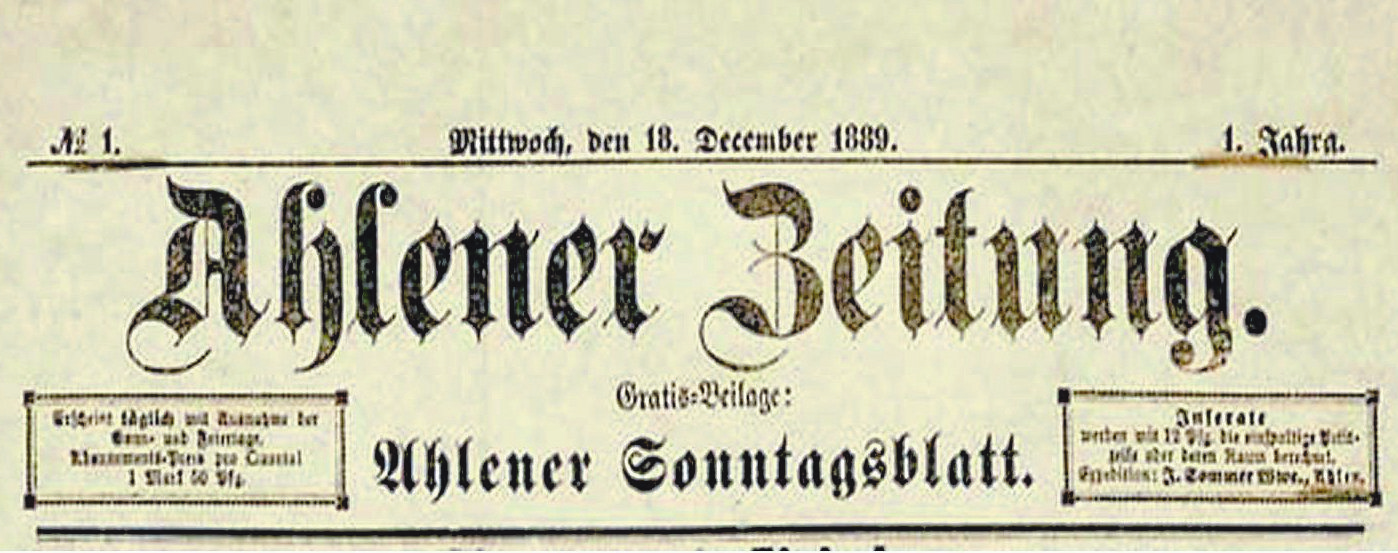 № 1. Mittwoch, den 18. December 1889. 1. Jahrg.
Ahlener Zeitung.
Gratis-Beilage:
Ahlener Sonntagsblatt.
Erscheint täglich mit Ausnahme der
Sonn- und Feiertage.
Abonnements-Preis pro Quartal
1 Mark 50 Pfg.
Inserate
werden mit 12 Pfg. die einspaltige Petit-
zeile oder deren Raum berechnet.
Expedition: J. Sommer Wwe., Ahlen.